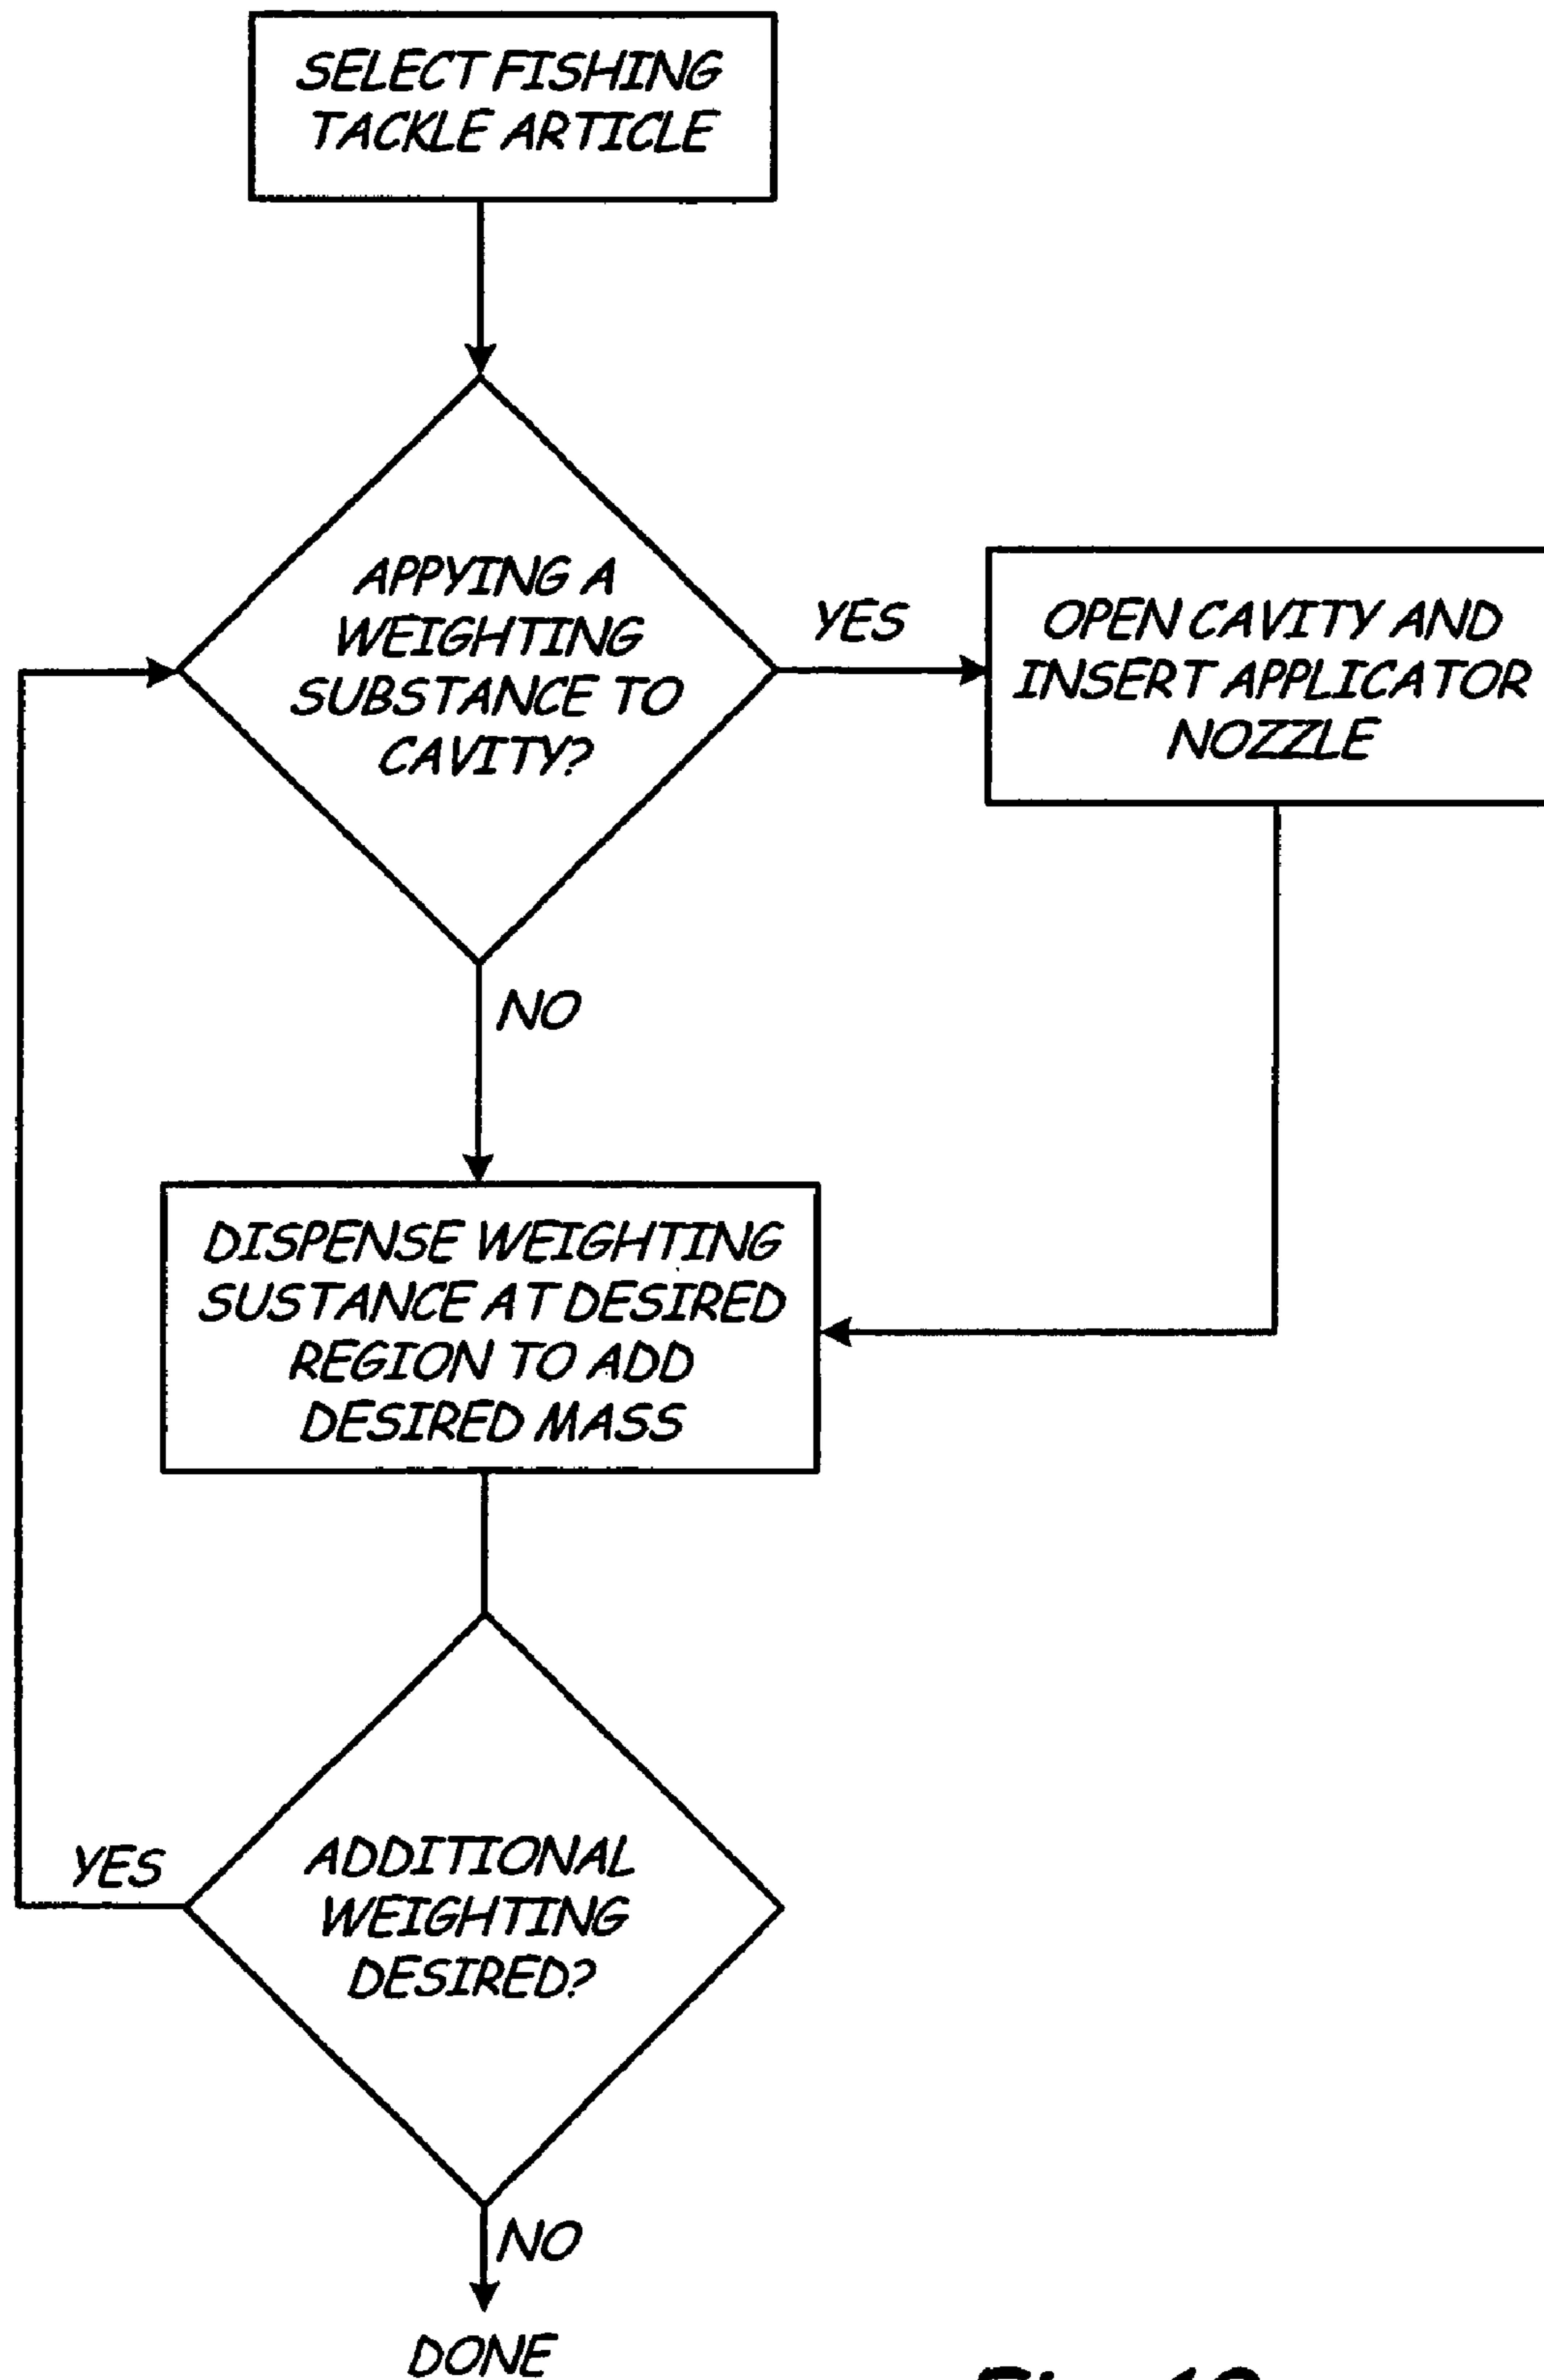 SELECT FISHING
TACKLE ARTICLE
APPYING A
WEIGHTING
SUBSTANCE TO
CAVITY?
YES
OPEN CAVITY AND
INSERT APPLICATOR
NOZZLE
NO
DISPENSE WEIGHTING
SUSTANCE AT DESIRED
REGION TO ADD
DESIRED MASS
YES
ADDITIONAL
WEIGHTING
DESIRED?
NO
DONE